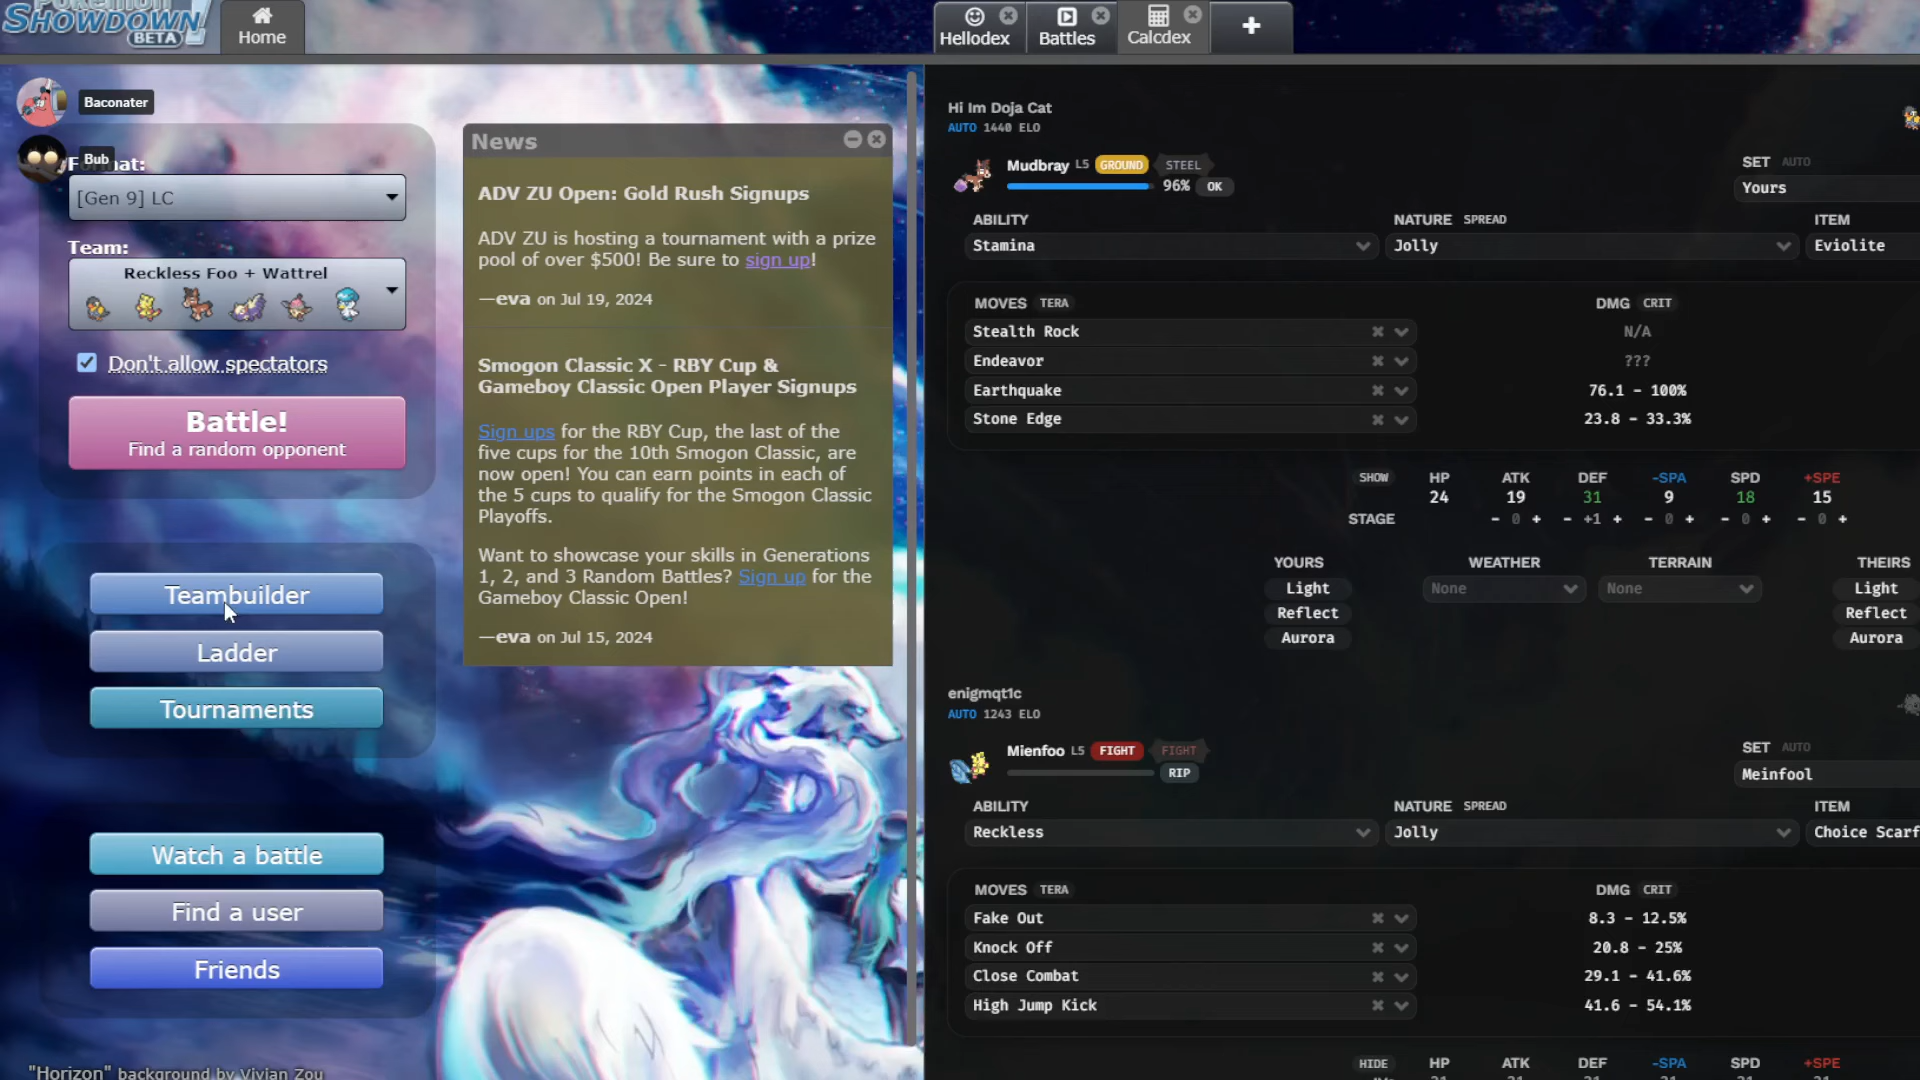 Pokémon
Showdown!
BETA
Home
Hellodex
Battles
Calcdex
+
Baconater
Bub
Format:
[Gen 9] LC
Team:
Reckless Foo + Wattrel
Don't allow spectators
Battle!
Find a random opponent
Teambuilder
Ladder
Tournaments
Watch a battle
Find a user
Friends
"Horizon" background by Vivian Zou
News
ADV ZU Open: Gold Rush Signups
ADV ZU is hosting a tournament with a prize
pool of over $500! Be sure to sign up!
—eva on Jul 19, 2024
Smogon Classic X - RBY Cup &
Gameboy Classic Open Player Signups
Sign ups for the RBY Cup, the last of the
five cups for the 10th Smogon Classic, are
now open! You can earn points in each of
the 5 cups to qualify for the Smogon Classic
Playoffs.
Want to showcase your skills in Generations
1, 2, and 3 Random Battles? Sign up for the
Gameboy Classic Open!
—eva on Jul 15, 2024
Hi Im Doja Cat
AUTO 1440 ELO
Mudbray L5 GROUND STEEL
96% OK
SET AUTO
Yours
ABILITY NATURE SPREAD ITEM
Stamina Jolly Eviolite
MOVES TERA DMG CRIT
Stealth Rock N/A
Endeavor ???
Earthquake 76.1 - 100%
Stone Edge 23.8 - 33.3%
SHOW HP ATK DEF -SPA SPD +SPE
24 19 31 9 18 15
STAGE - 0 + - +1 + - 0 + - 0 + - 0 +
YOURS WEATHER TERRAIN THEIRS
Light None None Light
Reflect Reflect
Aurora Aurora
enigmqt1c
AUTO 1243 ELO
Mienfoo L5 FIGHT FIGHT
RIP
SET AUTO
Meinfool
ABILITY NATURE SPREAD ITEM
Reckless Jolly Choice Scarf
MOVES TERA DMG CRIT
Fake Out 8.3 - 12.5%
Knock Off 20.8 - 25%
Close Combat 29.1 - 41.6%
High Jump Kick 41.6 - 54.1%
HIDE HP ATK DEF -SPA SPD +SPE